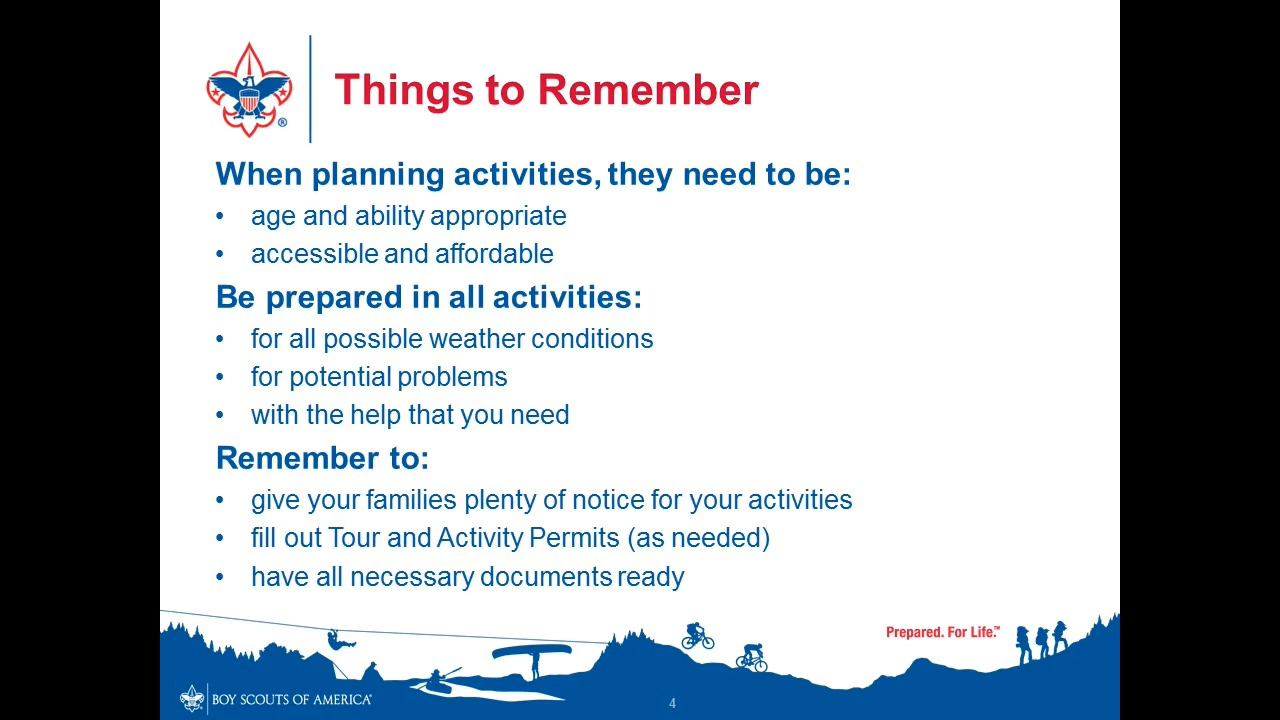 Things to Remember
®
When planning activities, they need to be:
• age and ability appropriate
• accessible and affordable
Be prepared in all activities:
• for all possible weather conditions
• for potential problems
• with the help that you need
Remember to:
• give your families plenty of notice for your activities
• fill out Tour and Activity Permits (as needed)
• have all necessary documents ready
Prepared. For Life.™
BOY SCOUTS OF AMERICA®
4